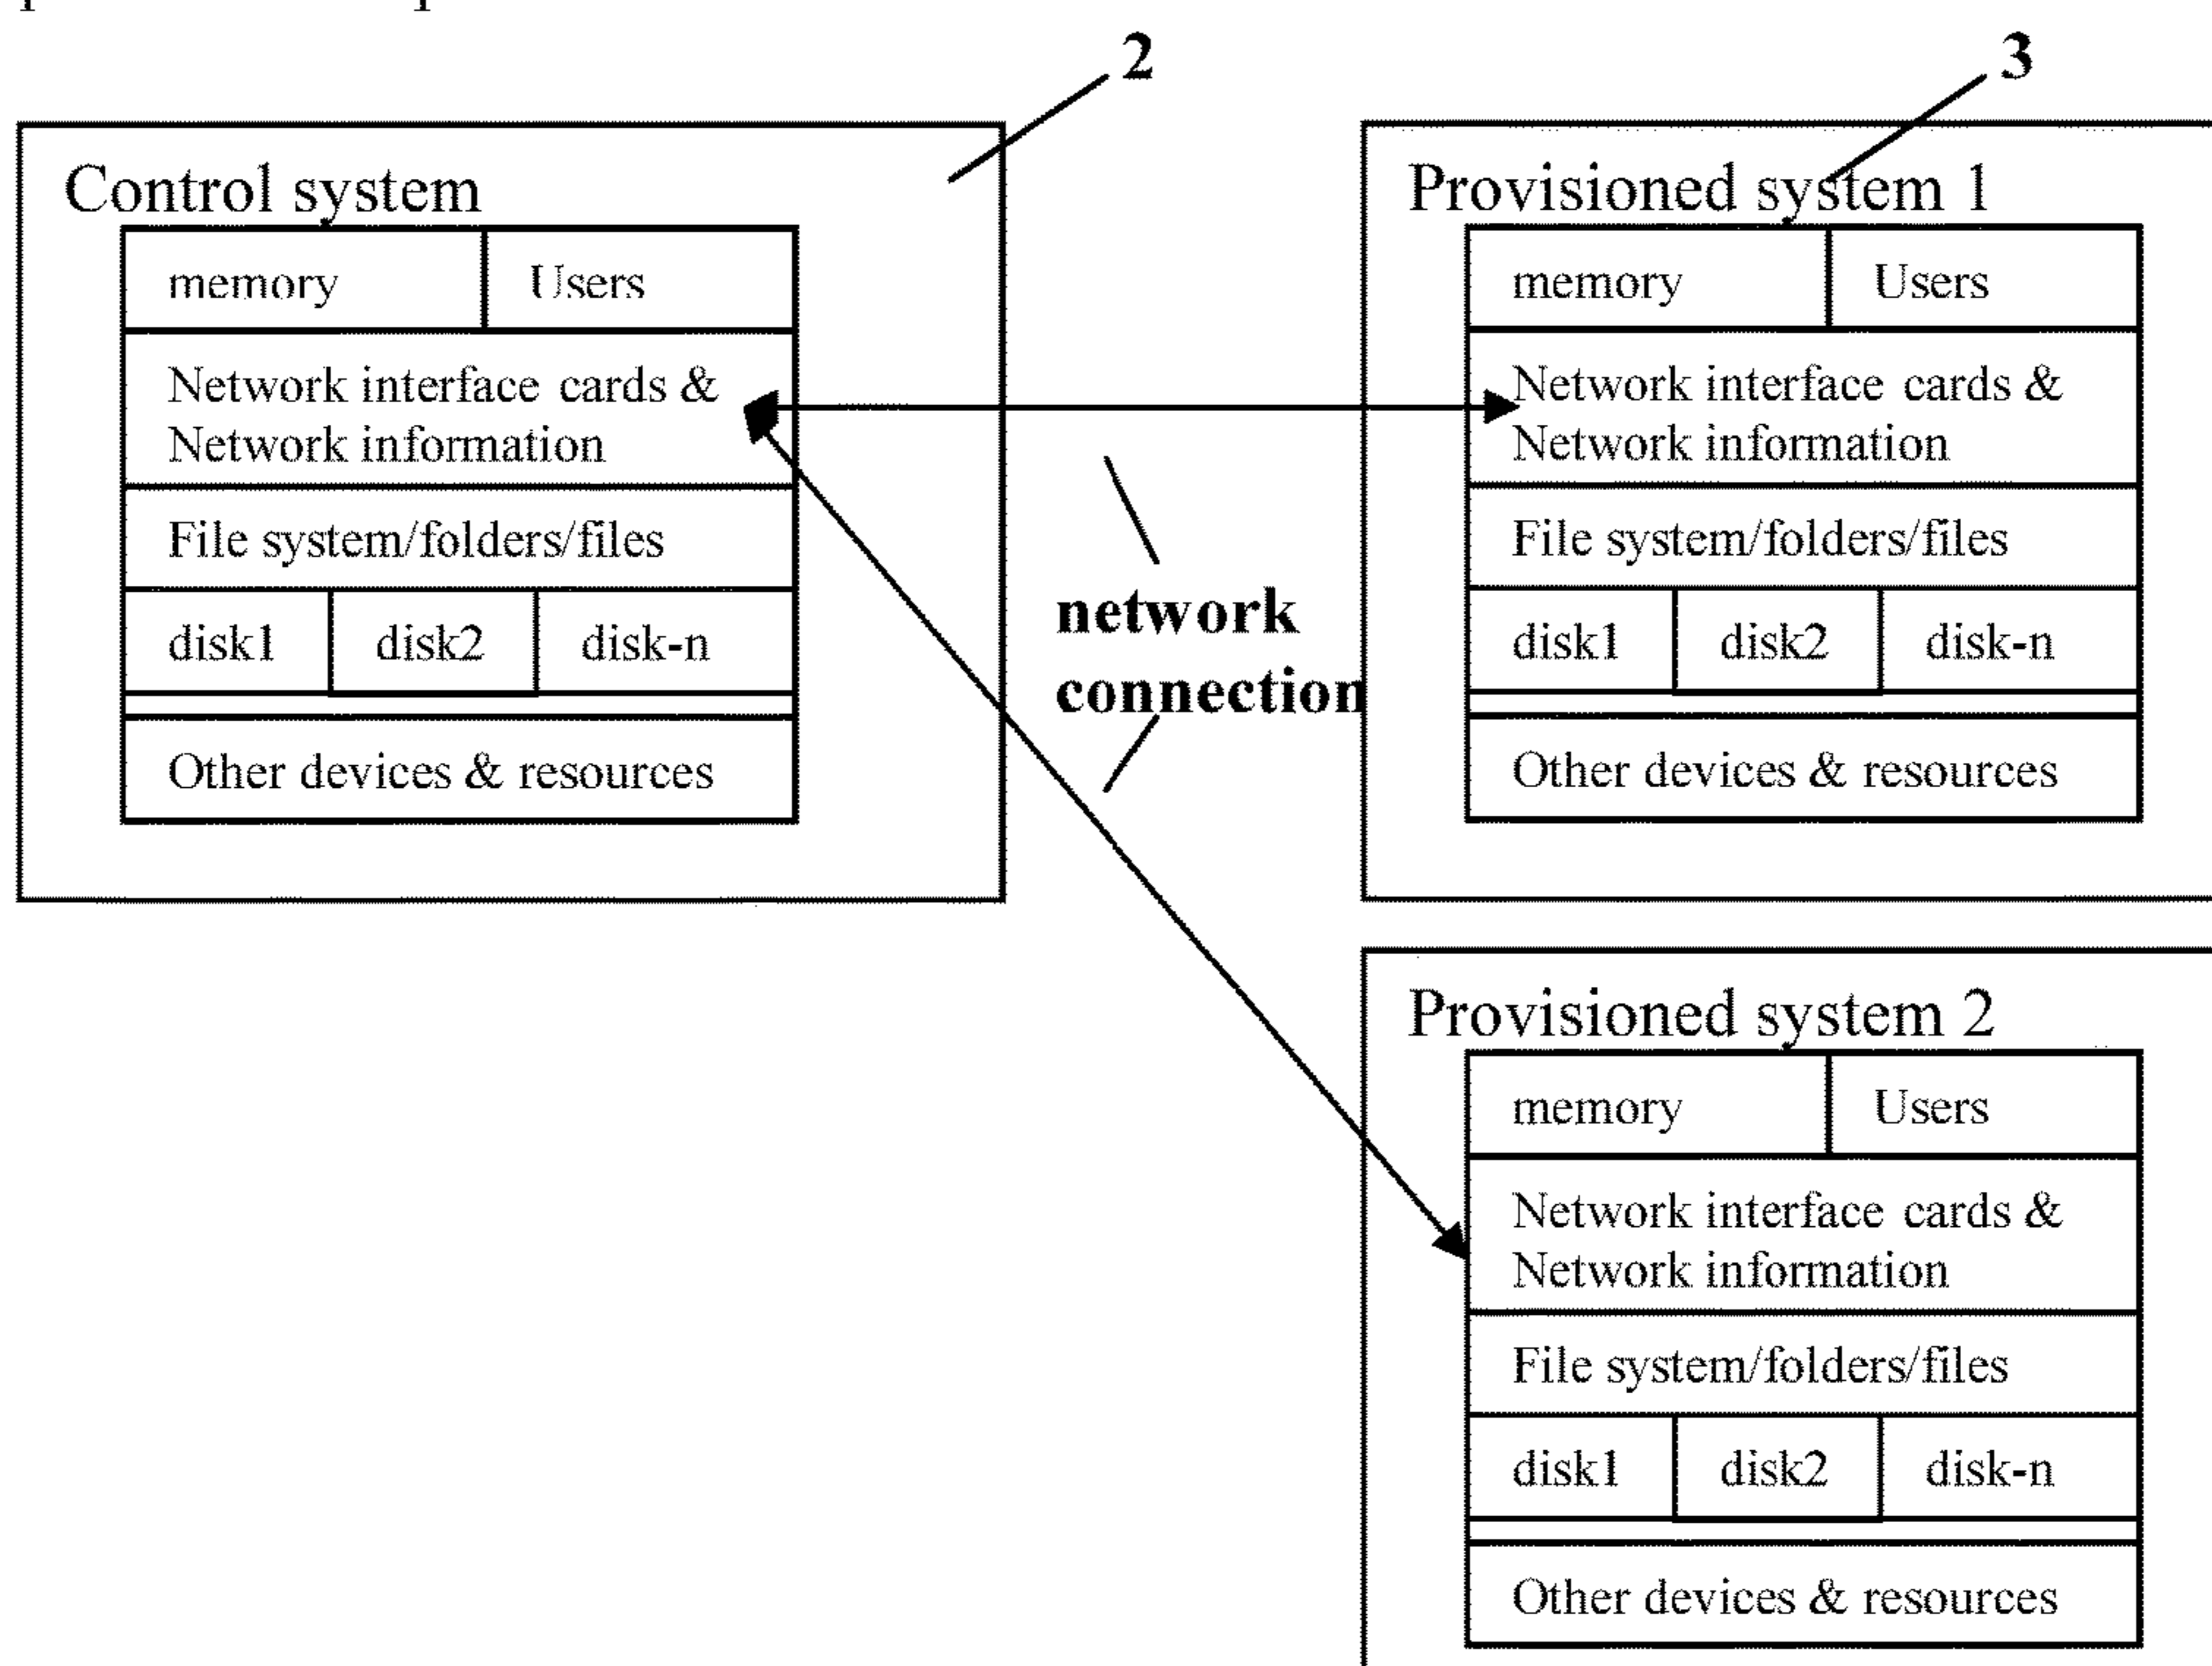 2
3
Control system
memory Users
Network interface cards &
Network information
File system/folders/files
disk1 disk2 disk-n
Other devices & resources
network
connection
Provisioned system 1
memory Users
Network interface cards &
Network information
File system/folders/files
disk1 disk2 disk-n
Other devices & resources
Provisioned system 2
memory Users
Network interface cards &
Network information
File system/folders/files
disk1 disk2 disk-n
Other devices & resources